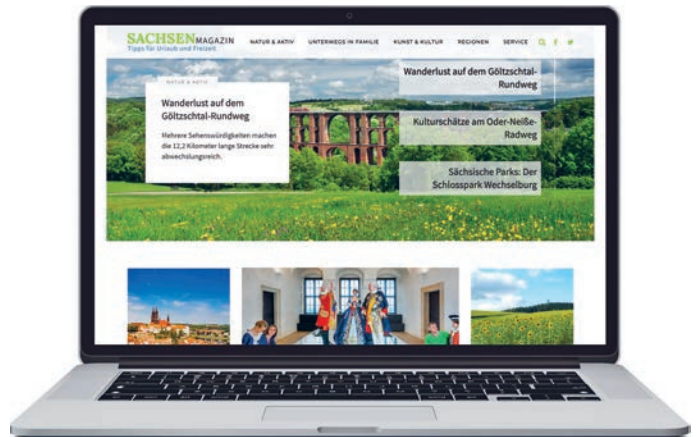 SACHSENMAGAZIN
Tipps für Urlaub und Freizeit
NATUR & AKTIV UNTERWEGS IN FAMILIE KUNST & KULTUR REGIONEN SERVICE
NATUR & AKTIV
Wanderlust auf dem
Göltzschtal-Rundweg
Mehrere Sehenswürdigkeiten machen
die 12,2 Kilometer lange Strecke sehr
abwechslungsreich.
Wanderlust auf dem Göltzschtal-
Rundweg
Kulturschätze am Oder-Neiße-
Radweg
Sächsische Parks: Der
Schlosspark Wechselburg